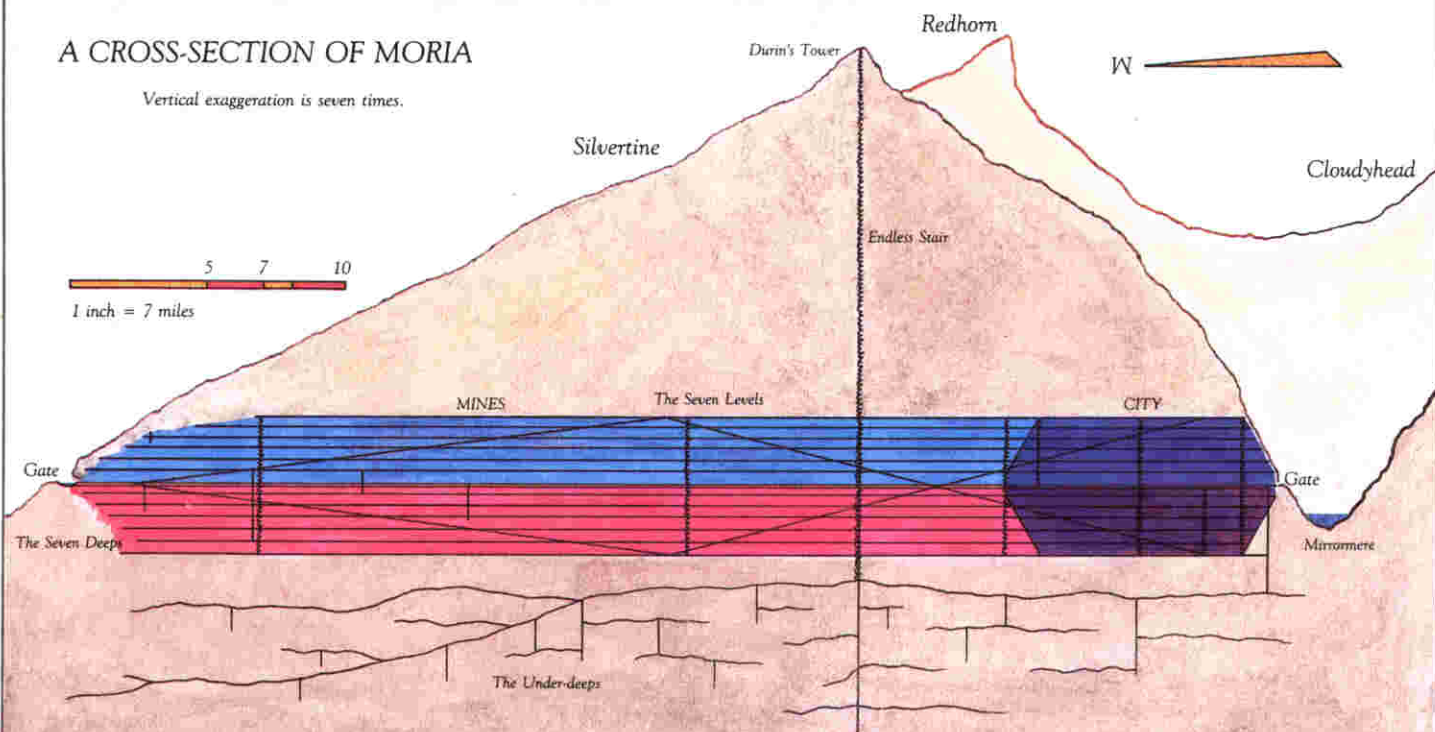 A CROSS-SECTION OF MORIA
Vertical exaggeration is seven times.
Durin's Tower
Redhorn
W
Silvertine
Cloudyhead
Endless Stair
5 7 10
1 inch = 7 miles
MINES
The Seven Levels
CITY
Gate
Gate
The Seven Deeps
Mirrormere
The Under-deeps